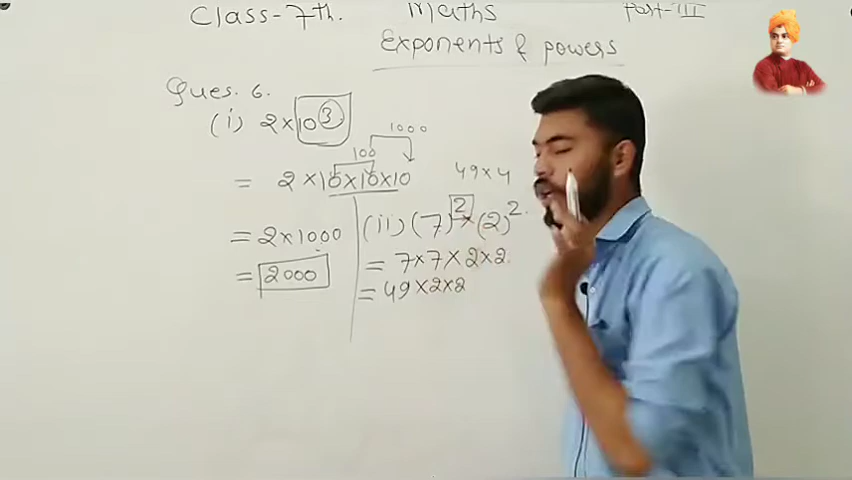 Class-7th. Maths Part-III
Exponents & powers
Ques. 6.
(i) 2×10³
1000
100
= 2×10×10×10
49×4
= 2×1000
(ii) (7)²×(2)².
= 7×7×2×2.
= 2000
= 49×2×2